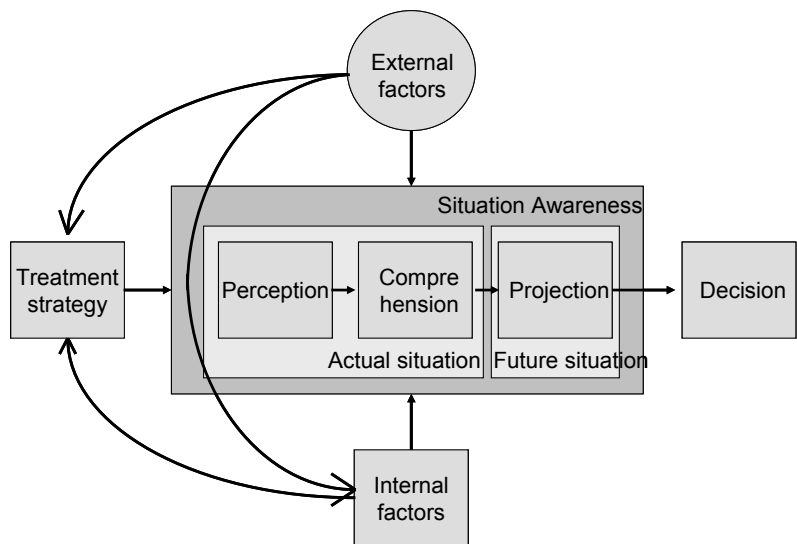 External
factors
Situation Awareness
Treatment
strategy
Perception
Compre
hension
Projection
Decision
Actual situation
Future situation
Internal
factors